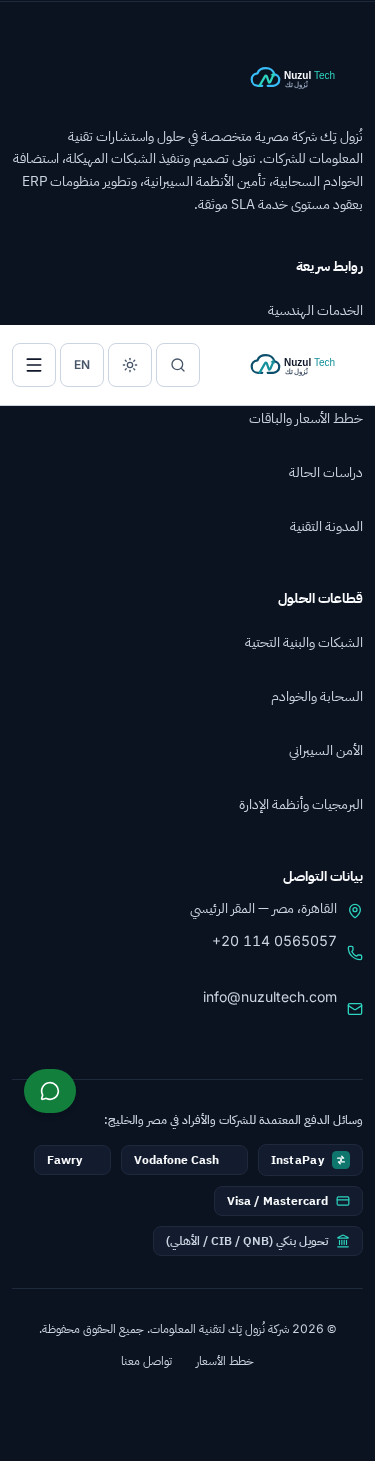 Nuzul Tech
نُزول تِك
نُزول تِك شركة مصرية متخصصة في حلول واستشارات تقنية
المعلومات للشركات. نتولى تصميم وتنفيذ الشبكات المهيكلة، استضافة
الخوادم السحابية، تأمين الأنظمة السيبرانية، وتطوير منظومات ERP
بعقود مستوى خدمة SLA موثقة.
روابط سريعة
الخدمات الهندسية
Nuzul Tech
نُزول تك
EN
خطط الأسعار والباقات
دراسات الحالة
المدونة التقنية
قطاعات الحلول
الشبكات والبنية التحتية
السحابة والخوادم
الأمن السيبراني
البرمجيات وأنظمة الإدارة
بيانات التواصل
القاهرة، مصر — المقر الرئيسي
+20 114 0565057
info@nuzultech.com
وسائل الدفع المعتمدة للشركات والأفراد في مصر والخليج:
InstaPay
Vodafone Cash
Fawry
Visa / Mastercard
تحويل بنكي (CIB / QNB / الأهلي)
© 2026 شركة نُزول تِك لتقنية المعلومات. جميع الحقوق محفوظة.
خطط الأسعار
تواصل معنا